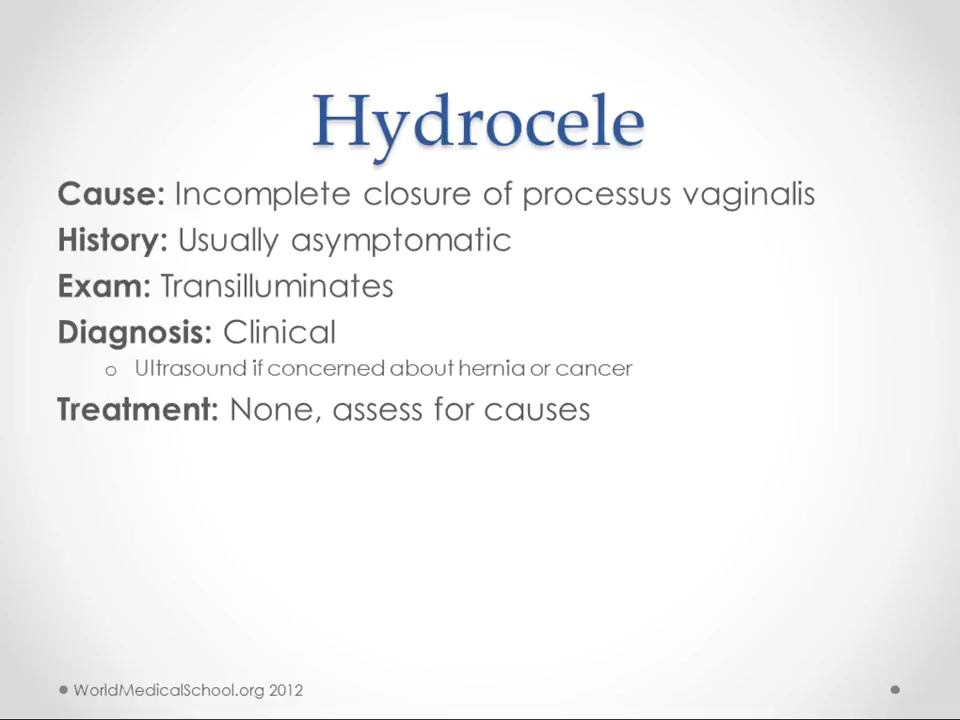 Hydrocele
Cause: Incomplete closure of processus vaginalis
History: Usually asymptomatic
Exam: Transilluminates
Diagnosis: Clinical
o Ultrasound if concerned about hernia or cancer
Treatment: None, assess for causes
• WorldMedicalSchool.org 2012 •